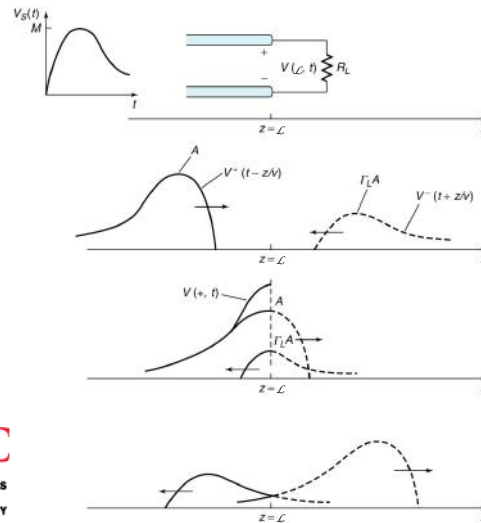 V_S(t)
M
t
+
−
V(ℒ, t)
R_L
z = ℒ
A
V⁺(t − z/v)
Γ_L A
V⁻(t + z/v)
z = ℒ
V(+, t)
A
Γ_L A
z = ℒ
C
S
Y
z = ℒ